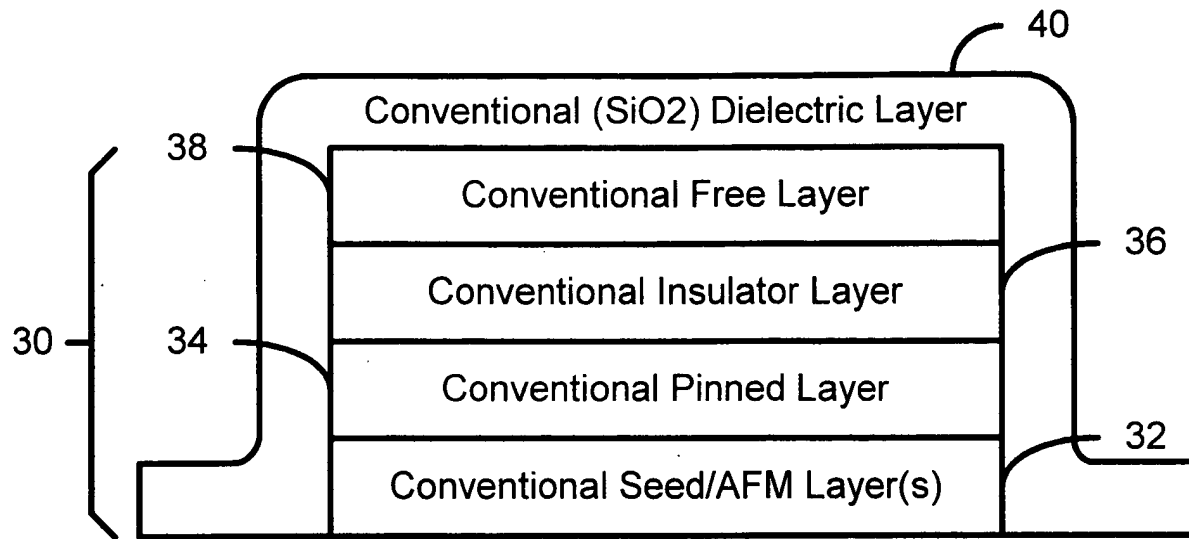 40
Conventional (SiO2) Dielectric Layer
38
Conventional Free Layer
36
Conventional Insulator Layer
30
34
Conventional Pinned Layer
32
Conventional Seed/AFM Layer(s)